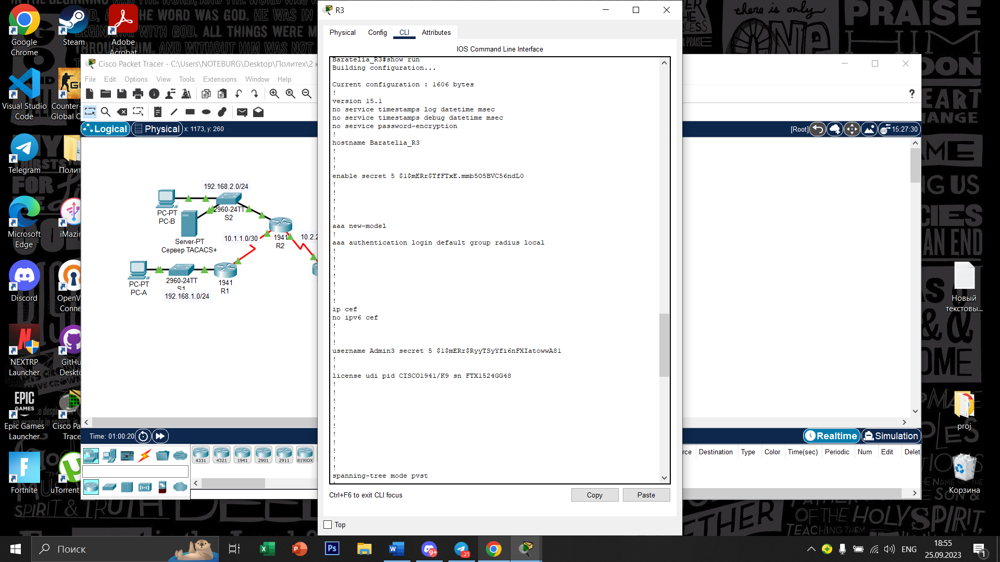 Google
Chrome
Steam
Adobe
Acrobat
Visual Studio
Code
Counter-
Global O
Telegram
Полит
Microsoft
Edge
iMazin
Discord
OpenV
Conne
NEXTRP
Launcher
GitHu
Deskto
Epic Games
Launcher
Cisco Pa
Trace
Fortnite
uTorrent
Cisco Packet Tracer - C:\Users\NOTEBURG\Desktop\Политех\2 к
File Edit Options View Tools Extensions Window Help
Logical
Physical
x: 1173, y: 260
[Root]
15:27:30
192.168.2.0/24
PC-PT
PC-B
2960-24TT
S2
Server-PT
Сервер TACACS+
10.1.1.0/30
1941
R2
10.2.2
PC-PT
PC-A
2960-24TT
S1
192.168.1.0/24
1941
R1
Time: 01:00:20
Realtime
Simulation
4331 4321 1941 2901 2911 819IOX
rce Destination Type Color Time(sec) Periodic Num Edit Delet
R3
Physical Config CLI Attributes
IOS Command Line Interface
Baratelia_R3#show run
Building configuration...
Current configuration : 1606 bytes
!
version 15.1
no service timestamps log datetime msec
no service timestamps debug datetime msec
no service password-encryption
!
hostname Baratelia_R3
!
!
!
enable secret 5 $1$mERr$TfFTxE.mmb5O5BVC56ndL0
!
!
!
!
!
aaa new-model
!
aaa authentication login default group radius local
!
!
!
!
!
!
!
ip cef
no ipv6 cef
!
!
!
username Admin3 secret 5 $1$mERr$RyyTSyYfi6nFXIatowwA81
!
!
license udi pid CISCO1941/K9 sn FTX1524GG48
!
!
!
!
!
!
!
!
!
!
!
spanning-tree mode pvst
Ctrl+F6 to exit CLI focus
Copy
Paste
Top
Новый
текстовы...
proj
Корзина
Поиск
9+
21
ENG
18:55
25.09.2023
1